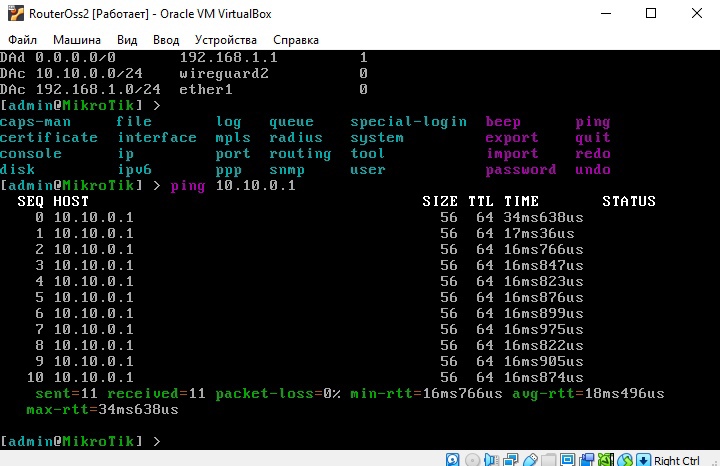 RouterOss2 [Работает] - Oracle VM VirtualBox
Файл Машина Вид Ввод Устройства Справка
DAd 0.0.0.0/0 192.168.1.1 1
DAc 10.10.0.0/24 wireguard2 0
DAc 192.168.1.0/24 ether1 0
[admin@MikroTik] >
caps-man file log queue special-login beep ping
certificate interface mpls radius system export quit
console ip port routing tool import redo
disk ipv6 ppp snmp user password undo
[admin@MikroTik] > ping 10.10.0.1
SEQ HOST SIZE TTL TIME STATUS
0 10.10.0.1 56 64 34ms638us
1 10.10.0.1 56 64 17ms36us
2 10.10.0.1 56 64 16ms766us
3 10.10.0.1 56 64 16ms847us
4 10.10.0.1 56 64 16ms823us
5 10.10.0.1 56 64 16ms876us
6 10.10.0.1 56 64 16ms899us
7 10.10.0.1 56 64 16ms975us
8 10.10.0.1 56 64 16ms822us
9 10.10.0.1 56 64 16ms905us
10 10.10.0.1 56 64 16ms874us
sent=11 received=11 packet-loss=0% min-rtt=16ms766us avg-rtt=18ms496us
max-rtt=34ms638us
[admin@MikroTik] >
Right Ctrl